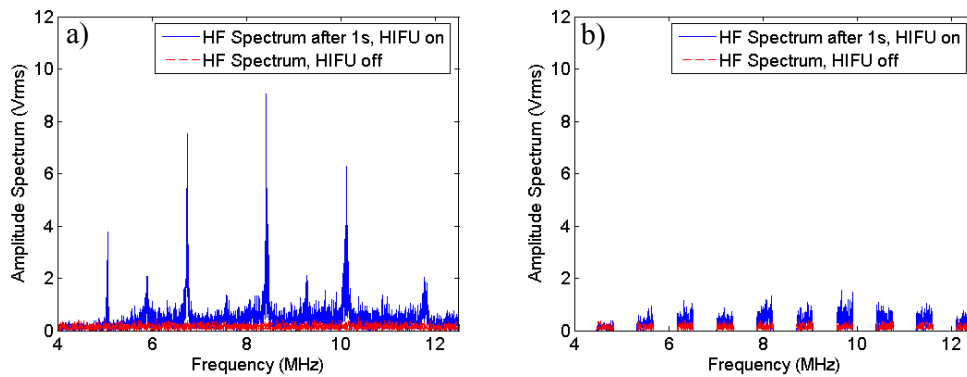 a)
HF Spectrum after 1s, HIFU on
HF Spectrum, HIFU off
12
10
8
6
4
2
0
Amplitude Spectrum (Vrms)
4 6 8 10 12
Frequency (MHz)
b)
HF Spectrum after 1s, HIFU on
HF Spectrum, HIFU off
12
10
8
6
4
2
0
Amplitude Spectrum (Vrms)
4 6 8 10 12
Frequency (MHz)